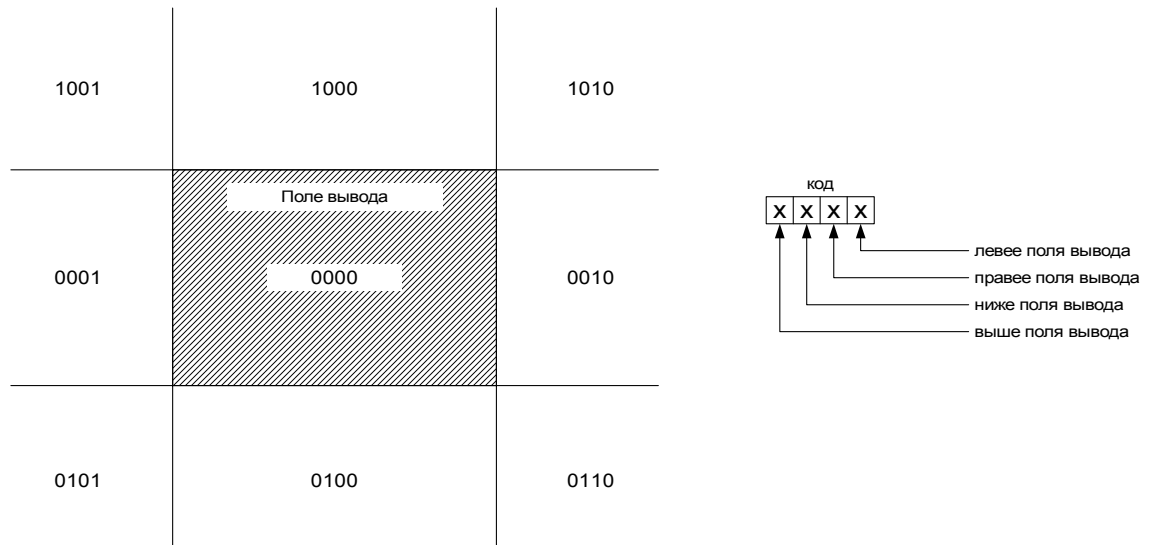 1001 1000 1010
Поле вывода
0001 0000 0010
0101 0100 0110
код
X X X X
левее поля вывода
правее поля вывода
ниже поля вывода
выше поля вывода